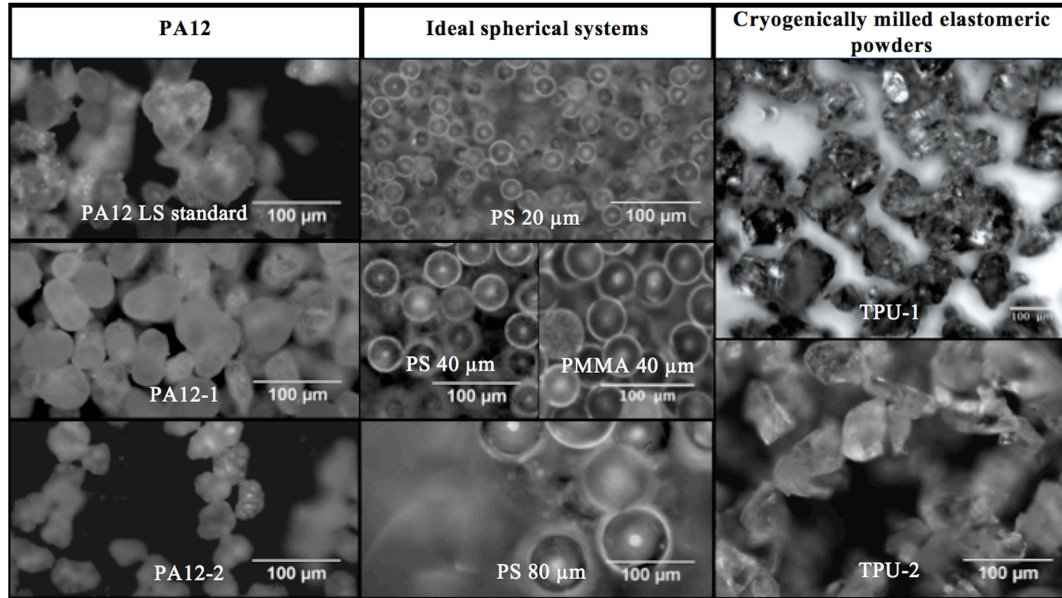 PA12
Ideal spherical systems
Cryogenically milled elastomeric
powders
PA12 LS standard
100 µm
PS 20 µm
100 µm
TPU-1
100 µm
PA12-1
100 µm
PS 40 µm
100 µm
PMMA 40 µm
100 µm
PA12-2
100 µm
PS 80 µm
100 µm
TPU-2
100 µm